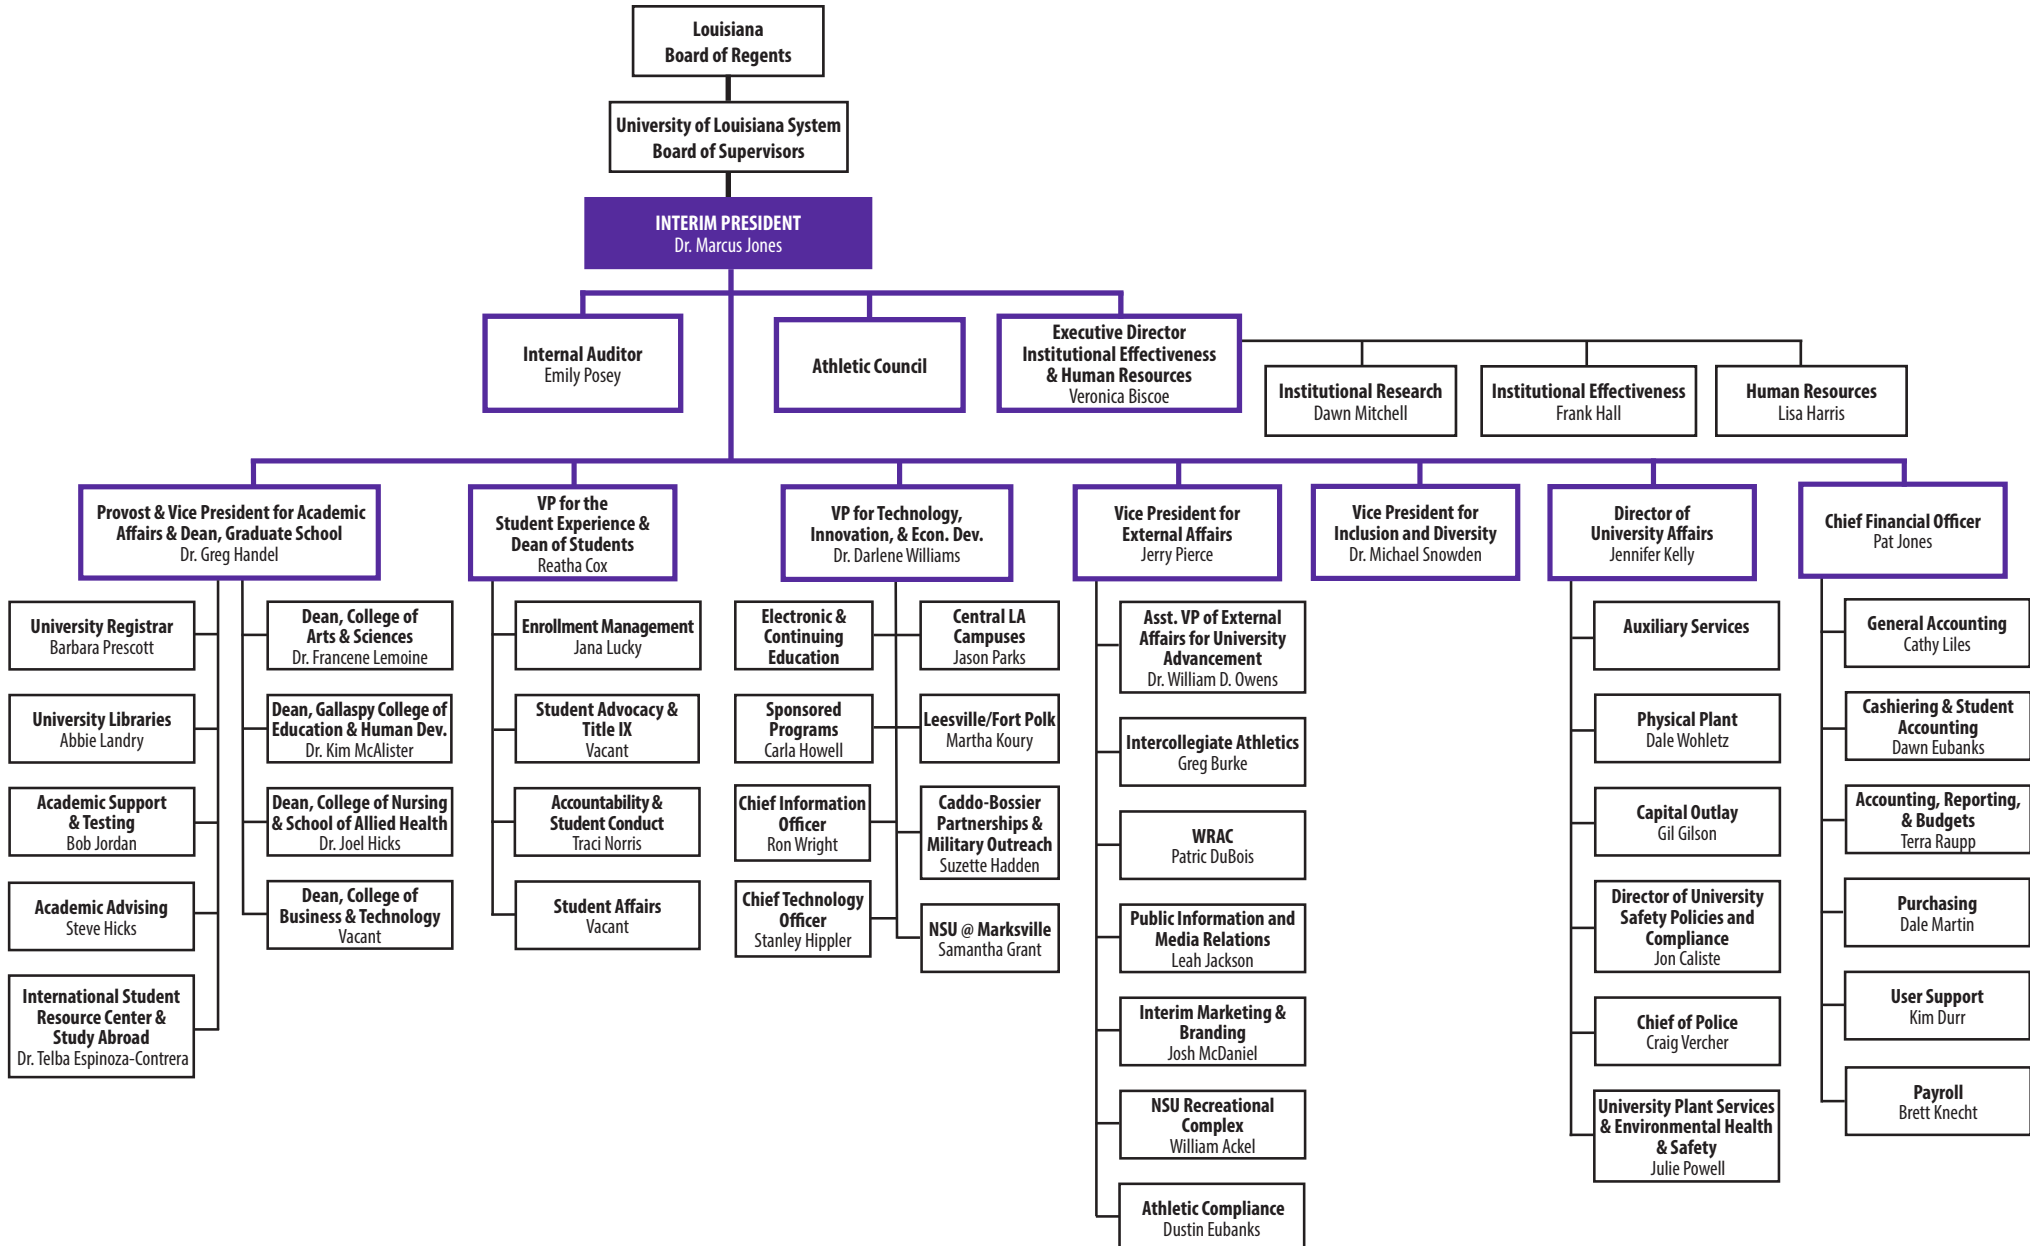 Louisiana
Board of Regents
University of Louisiana System
Board of Supervisors
INTERIM PRESIDENT
Dr. Marcus Jones
Internal Auditor
Emily Posey
Athletic Council
Executive Director
Institutional Effectiveness
& Human Resources
Veronica Biscoe
Institutional Research
Dawn Mitchell
Institutional Effectiveness
Frank Hall
Human Resources
Lisa Harris
Provost & Vice President for Academic
Affairs & Dean, Graduate School
Dr. Greg Handel
VP for the
Student Experience &
Dean of Students
Reatha Cox
VP for Technology,
Innovation, & Econ. Dev.
Dr. Darlene Williams
Vice President for
External Affairs
Jerry Pierce
Vice President for
Inclusion and Diversity
Dr. Michael Snowden
Director of
University Affairs
Jennifer Kelly
Chief Financial Officer
Pat Jones
University Registrar
Barbara Prescott
University Libraries
Abbie Landry
Academic Support
& Testing
Bob Jordan
Academic Advising
Steve Hicks
International Student
Resource Center &
Study Abroad
Dr. Telba Espinoza-Contrera
Dean, College of
Arts & Sciences
Dr. Francene Lemoine
Dean, Gallaspy College of
Education & Human Dev.
Dr. Kim McAlister
Dean, College of Nursing
& School of Allied Health
Dr. Joel Hicks
Dean, College of
Business & Technology
Vacant
Enrollment Management
Jana Lucky
Student Advocacy &
Title IX
Vacant
Accountability &
Student Conduct
Traci Norris
Student Affairs
Vacant
Electronic &
Continuing
Education
Sponsored
Programs
Carla Howell
Chief Information
Officer
Ron Wright
Chief Technology
Officer
Stanley Hippler
Central LA
Campuses
Jason Parks
Leesville/Fort Polk
Martha Koury
Caddo-Bossier
Partnerships &
Military Outreach
Suzette Hadden
NSU @ Marksville
Samantha Grant
Asst. VP of External
Affairs for University
Advancement
Dr. William D. Owens
Intercollegiate Athletics
Greg Burke
WRAC
Patric DuBois
Public Information and
Media Relations
Leah Jackson
Interim Marketing &
Branding
Josh McDaniel
NSU Recreational
Complex
William Ackel
Athletic Compliance
Dustin Eubanks
Auxiliary Services
Physical Plant
Dale Wohletz
Capital Outlay
Gil Gilson
Director of University
Safety Policies and
Compliance
Jon Caliste
Chief of Police
Craig Vercher
University Plant Services
& Environmental Health
& Safety
Julie Powell
General Accounting
Cathy Liles
Cashiering & Student
Accounting
Dawn Eubanks
Accounting, Reporting,
& Budgets
Terra Raupp
Purchasing
Dale Martin
User Support
Kim Durr
Payroll
Brett Knecht